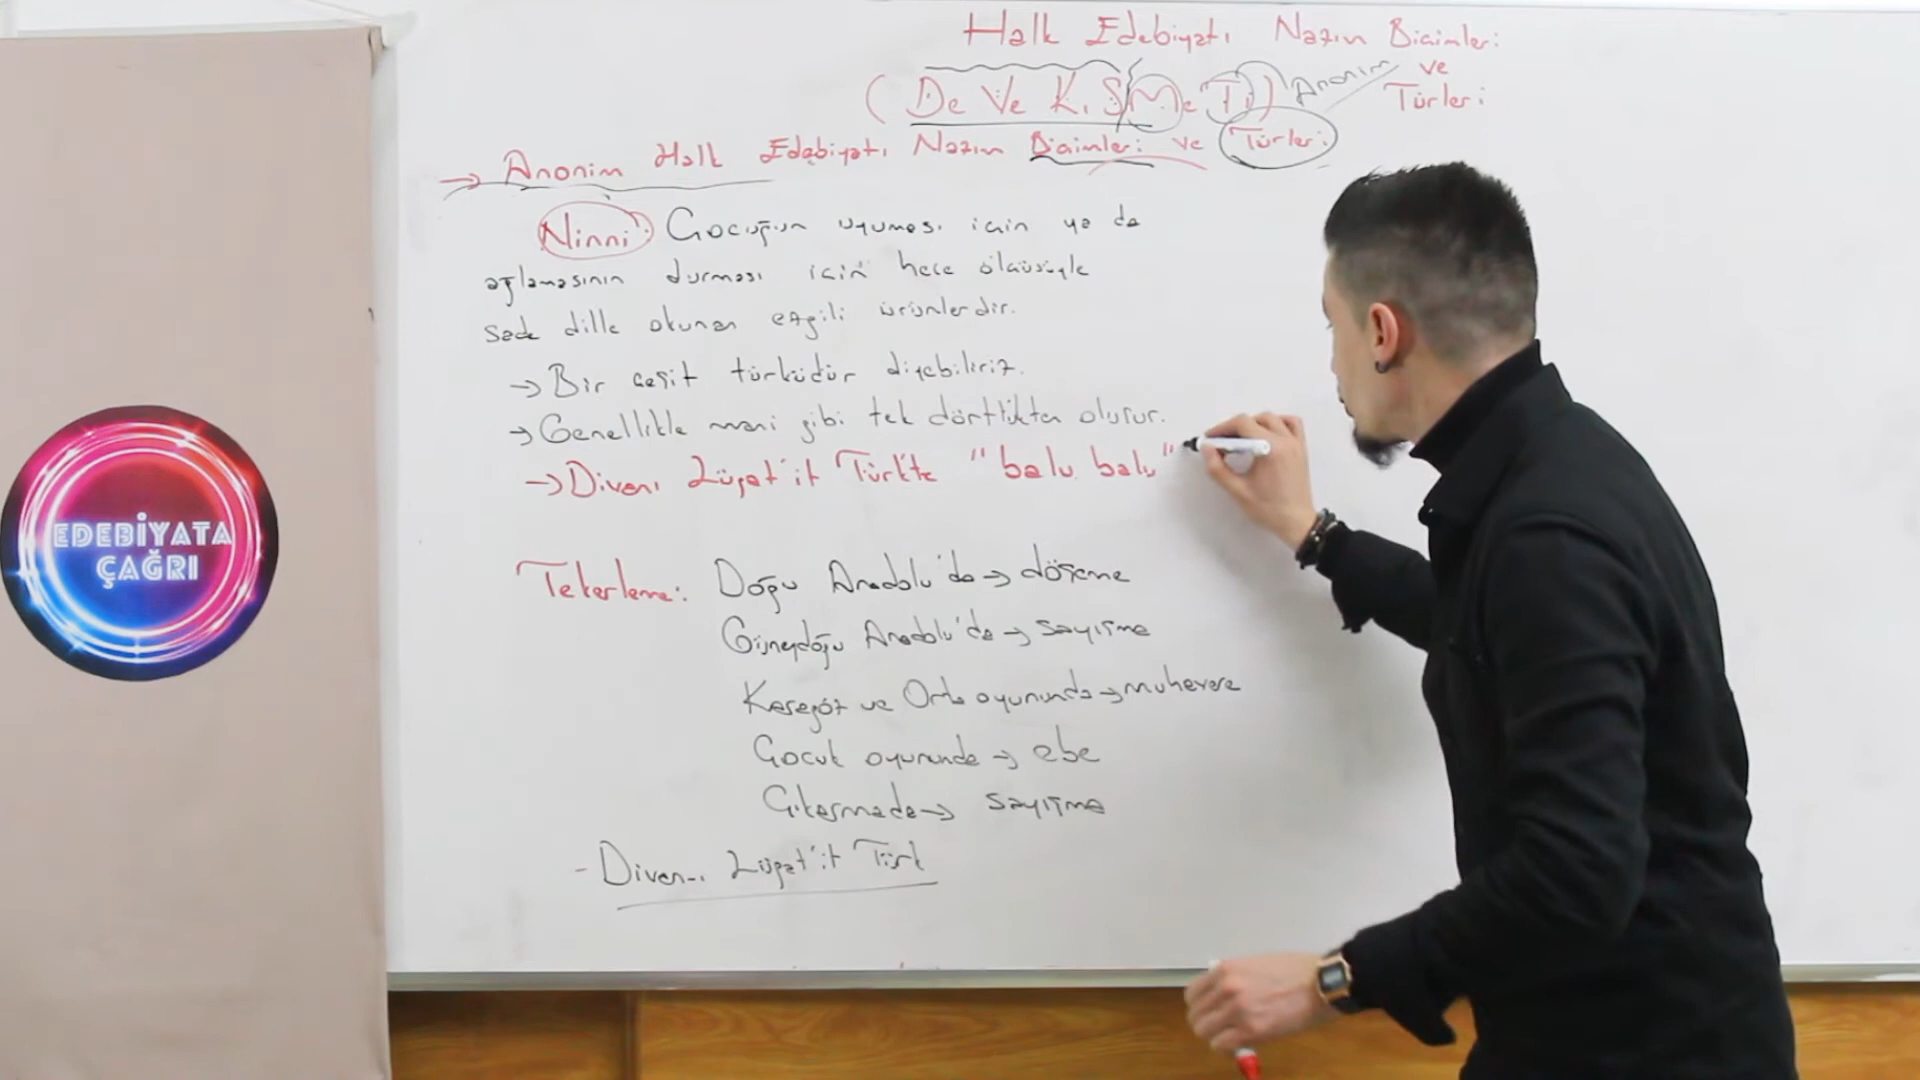 Halk Edebiyatı Nazım Biçimleri
ve
Türleri
(De Ve K.S Me Ti) Anonim
→ Anonim Halk Edebiyatı Nazım Biçimleri ve Türleri
Ninni: Çocuğun uyuması için ya da
ağlamasının durması için hece ölçüsüyle
sade dille okunan ezgili ürünlerdir.
→ Bir çeşit türküdür diyebiliriz.
→ Genellikle mani gibi tek dörtlükten oluşur.
→ Divanı Lügat'it Türk'te "balu balu"
Tekerleme: Doğu Anadolu'da → döşeme
Güneydoğu Anadolu'da → sayışma
Karagöz ve Orta oyununda → muhavere
Çocuk oyununda → ebe
Çıkarmada → sayışma
- Divan-ı Lügat'it Türk
EDEBİYATA
ÇAĞRI